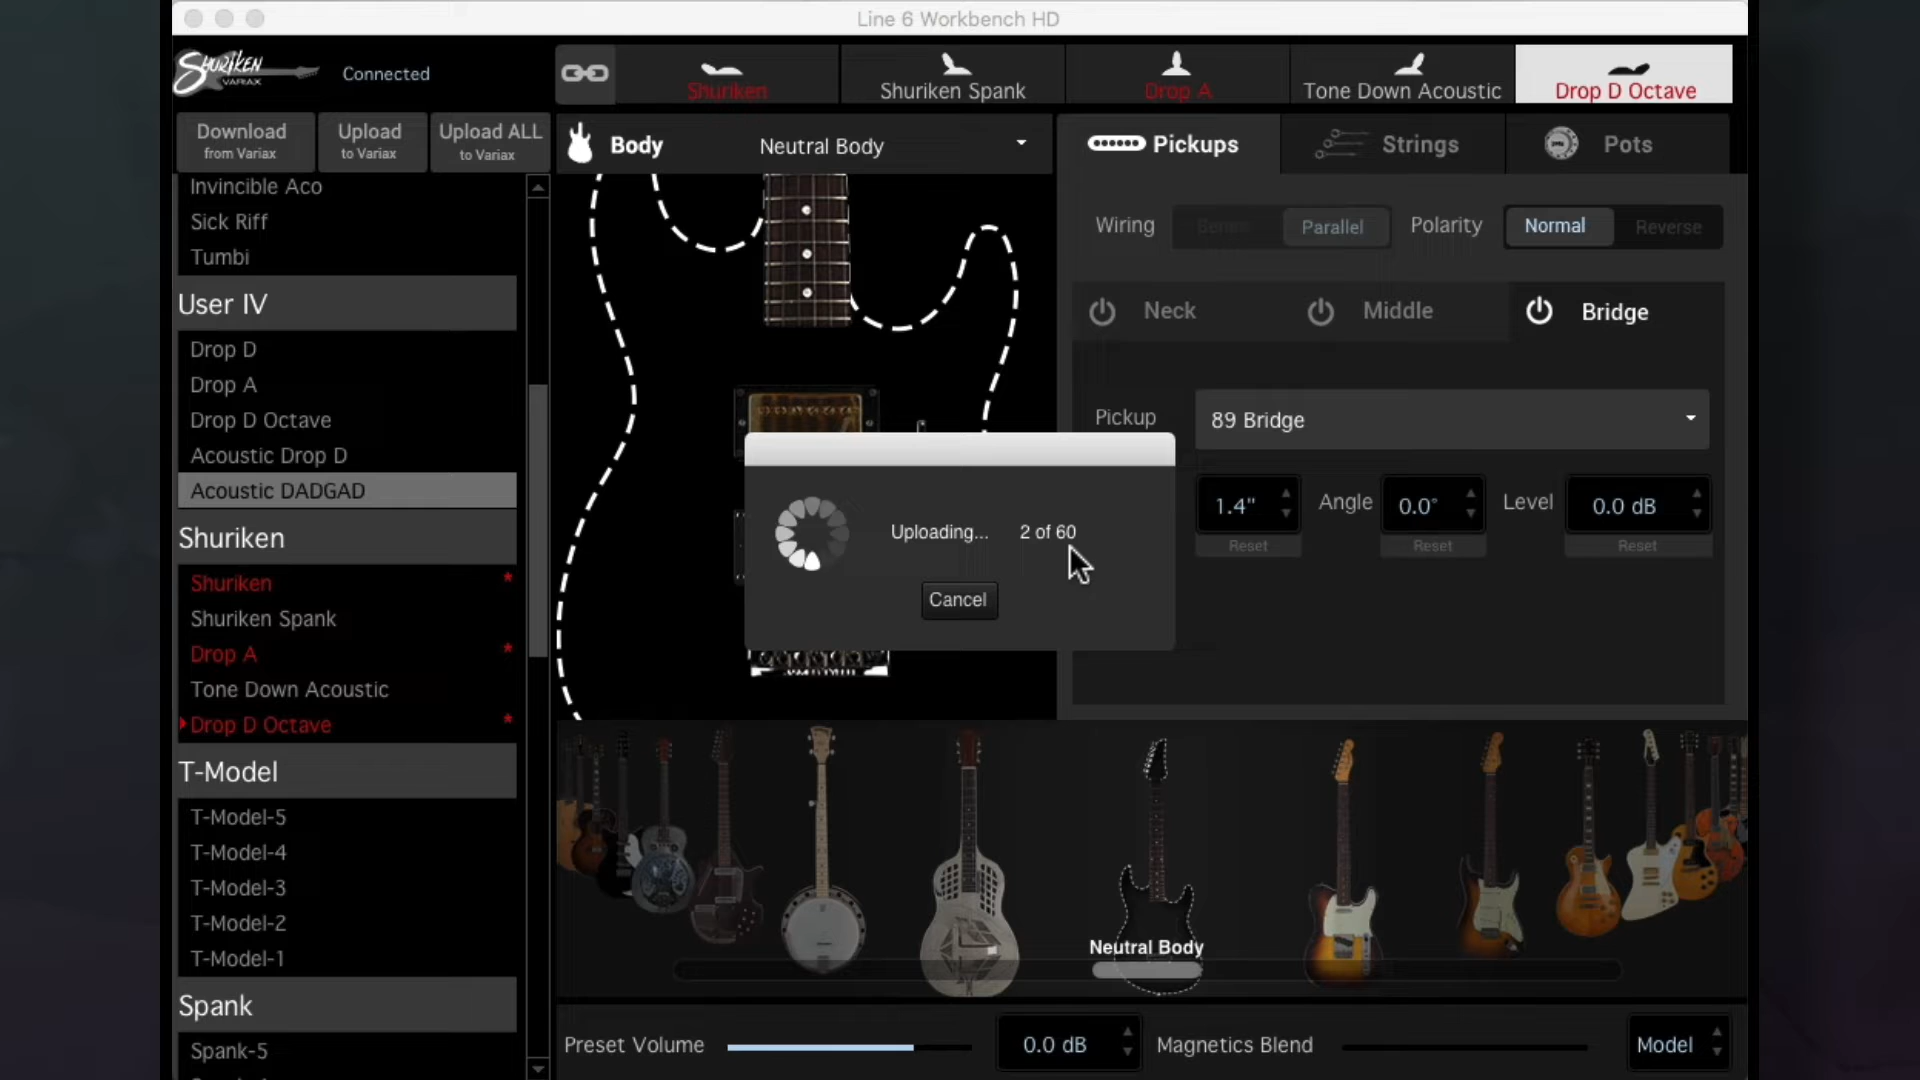 Line 6 Workbench HD
SHURIKEN
VARIAX
Connected
Shuriken
Shuriken Spank
Drop A
Tone Down Acoustic
Drop D Octave
Download
from Variax
Upload
to Variax
Upload ALL
to Variax
Body
Neutral Body
Pickups
Strings
Pots
Invincible Aco
Sick Riff
Tumbi
User IV
Drop D
Drop A
Drop D Octave
Acoustic Drop D
Acoustic DADGAD
Shuriken
Shuriken *
Shuriken Spank
Drop A *
Tone Down Acoustic
Drop D Octave *
T-Model
T-Model-5
T-Model-4
T-Model-3
T-Model-2
T-Model-1
Spank
Spank-5
Wiring
Parallel
Polarity
Normal
Reverse
Neck
Middle
Bridge
Pickup
89 Bridge
1.4"
Angle
0.0°
Level
0.0 dB
Reset
Reset
Reset
Uploading... 2 of 60
Cancel
Neutral Body
Preset Volume
0.0 dB
Magnetics Blend
Model